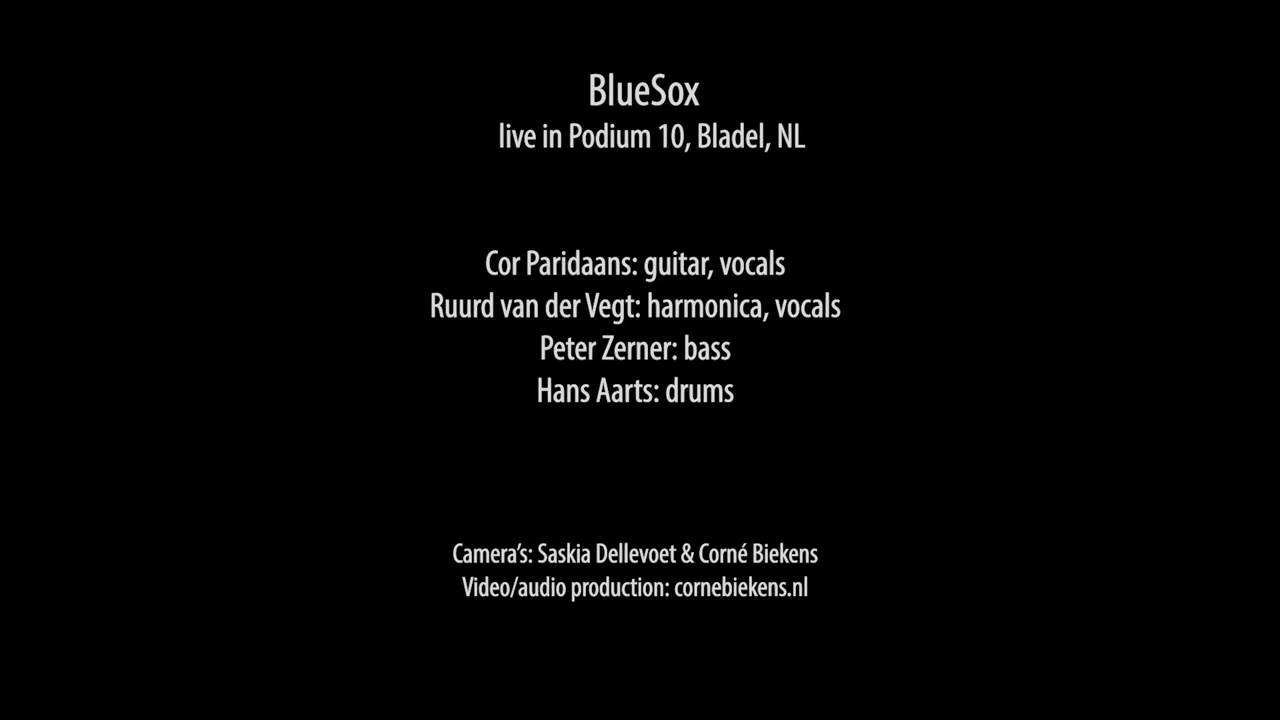 BlueSox
live in Podium 10, Bladel, NL
Cor Paridaans: guitar, vocals
Ruurd van der Vegt: harmonica, vocals
Peter Zerner: bass
Hans Aarts: drums
Camera’s: Saskia Dellevoet & Corné Biekens
Video/audio production: cornebiekens.nl